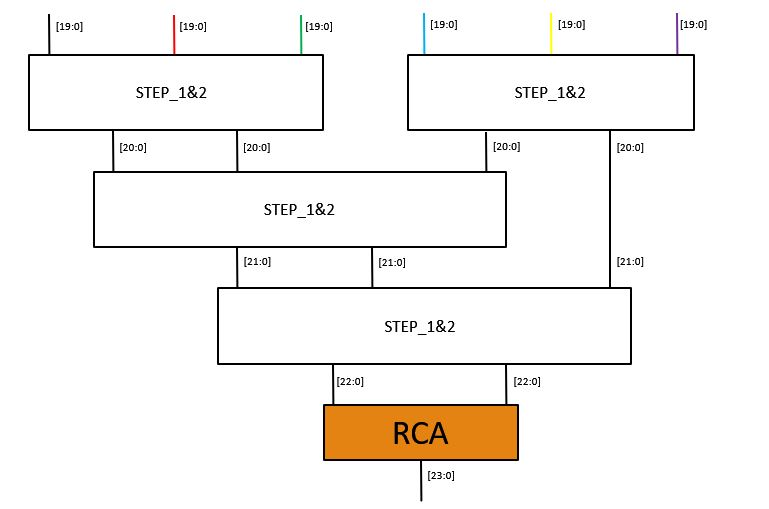 [19:0] [19:0] [19:0] [19:0] [19:0] [19:0]
STEP_1&2 STEP_1&2
[20:0] [20:0] [20:0] [20:0]
STEP_1&2
[21:0] [21:0] [21:0]
STEP_1&2
[22:0] [22:0]
RCA
[23:0]